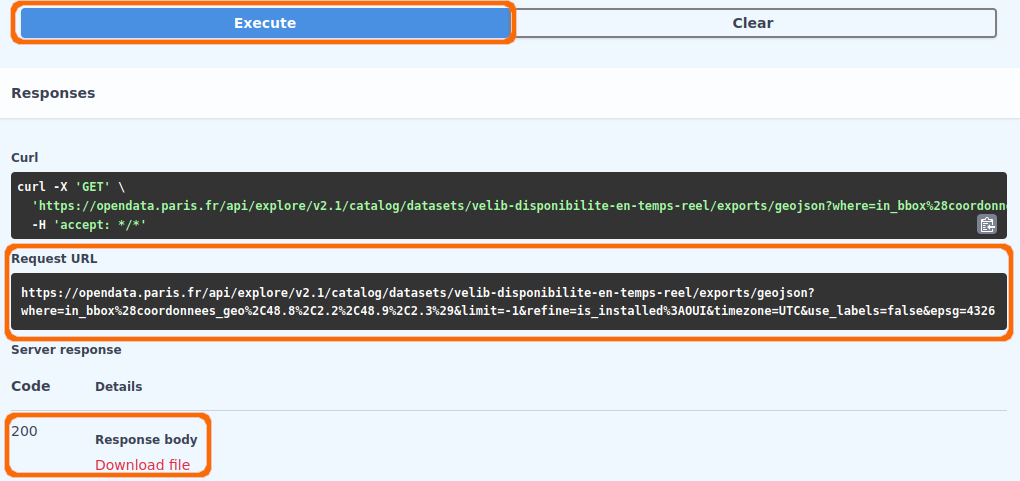 Execute Clear
Responses
Curl
curl -X 'GET' \
'https://opendata.paris.fr/api/explore/v2.1/catalog/datasets/velib-disponibilite-en-temps-reel/exports/geojson?where=in_bbox%28coordonne
-H 'accept: */*'
Request URL
https://opendata.paris.fr/api/explore/v2.1/catalog/datasets/velib-disponibilite-en-temps-reel/exports/geojson?
where=in_bbox%28coordonnees_geo%2C48.8%2C2.2%2C48.9%2C2.3%29&limit=-1&refine=is_installed%3AOUI&timezone=UTC&use_labels=false&epsg=4326
Server response
Code Details
200
Response body
Download file